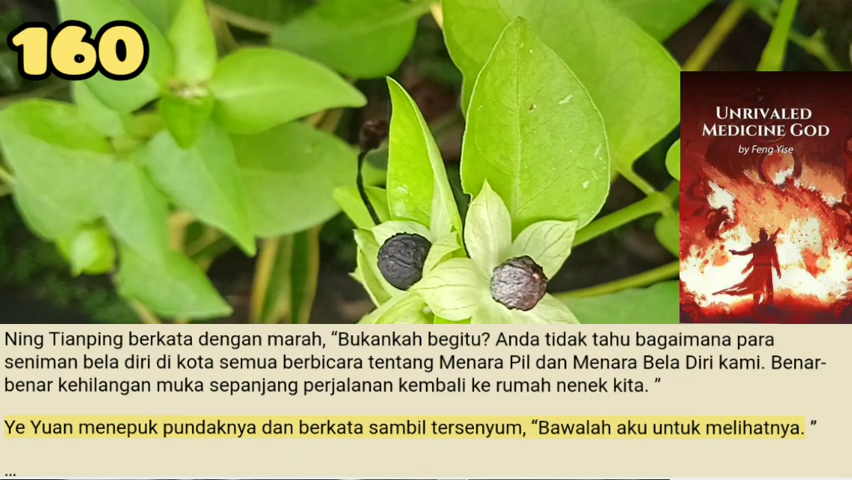 160
UNRIVALED
MEDICINE GOD
by Feng Yise
Ning Tianping berkata dengan marah, “Bukankah begitu? Anda tidak tahu bagaimana para
seniman bela diri di kota semua berbicara tentang Menara Pil dan Menara Bela Diri kami. Benar-
benar kehilangan muka sepanjang perjalanan kembali ke rumah nenek kita. ”
Ye Yuan menepuk pundaknya dan berkata sambil tersenyum, “Bawalah aku untuk melihatnya. ”
...